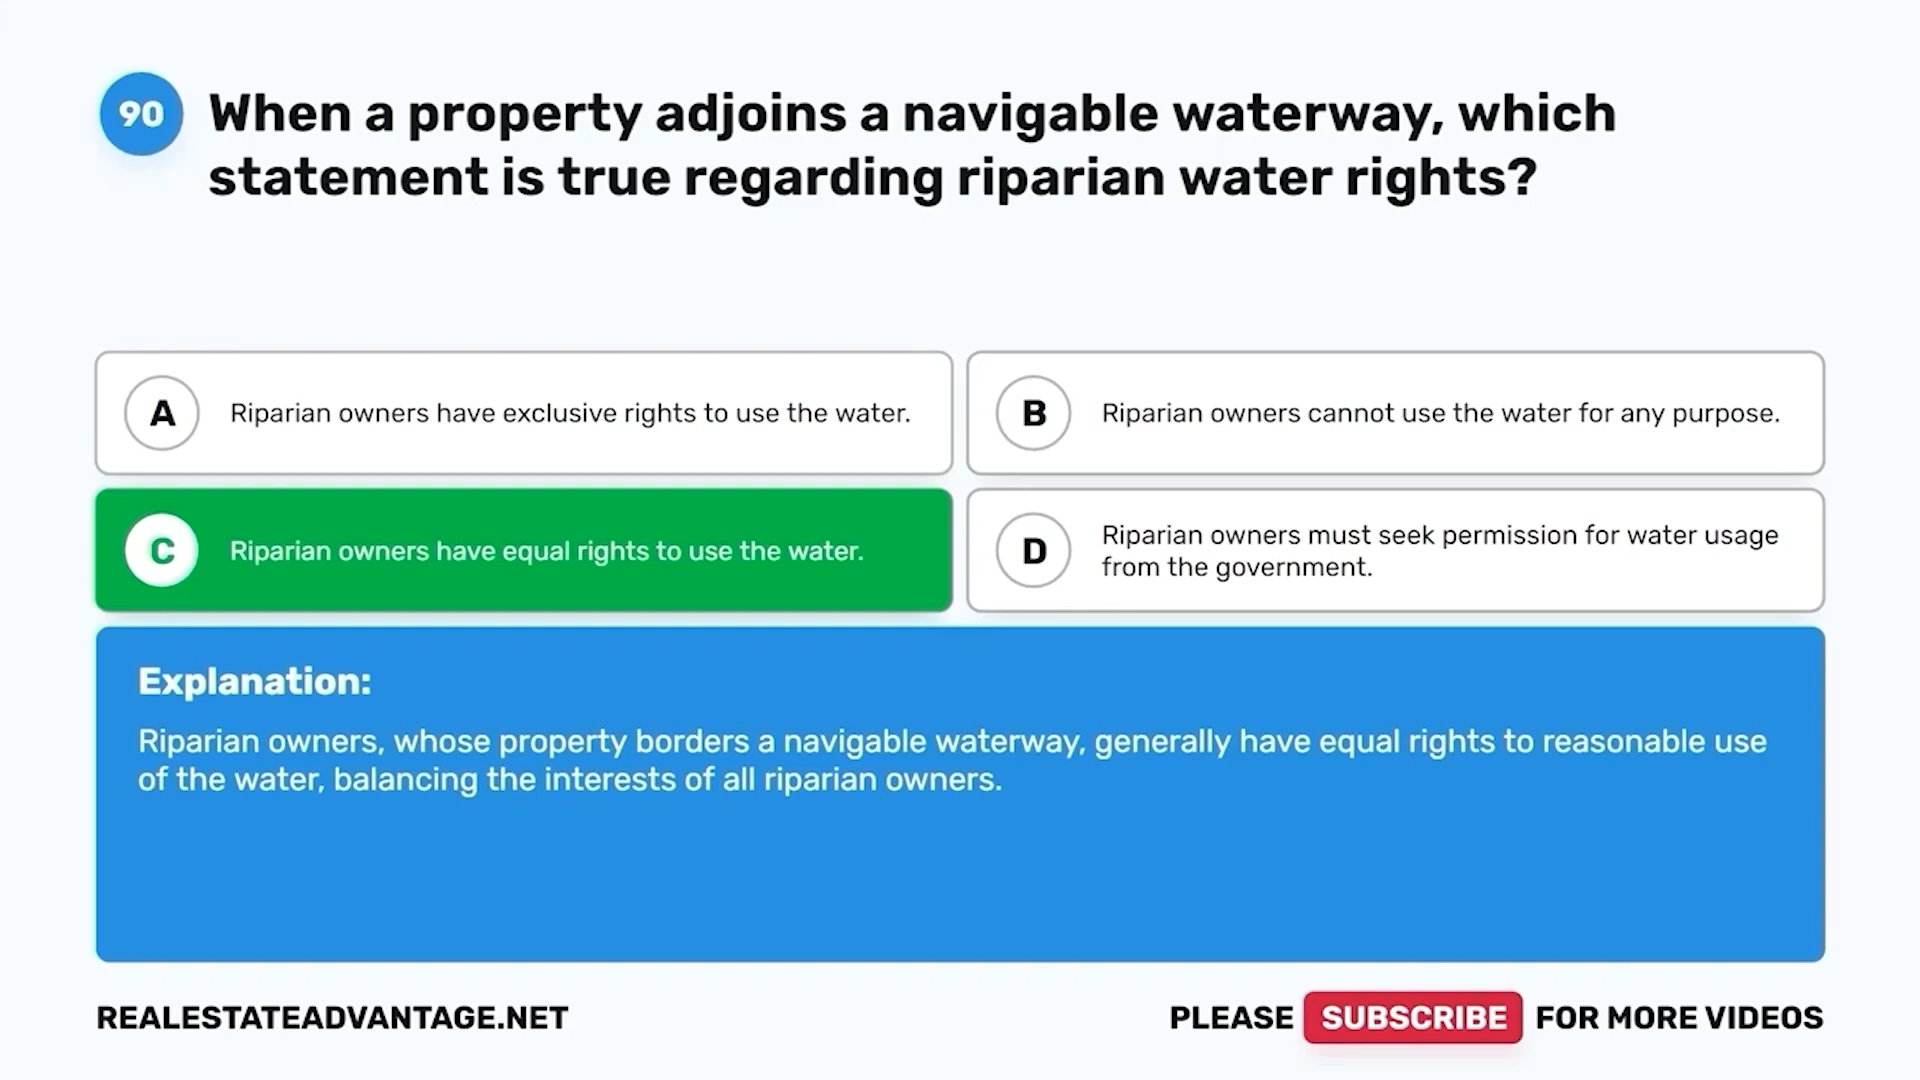 90
When a property adjoins a navigable waterway, which
statement is true regarding riparian water rights?
A
Riparian owners have exclusive rights to use the water.
B
Riparian owners cannot use the water for any purpose.
C
Riparian owners have equal rights to use the water.
D
Riparian owners must seek permission for water usage
from the government.
Explanation:
Riparian owners, whose property borders a navigable waterway, generally have equal rights to reasonable use
of the water, balancing the interests of all riparian owners.
REALESTATEADVANTAGE.NET
PLEASE SUBSCRIBE FOR MORE VIDEOS